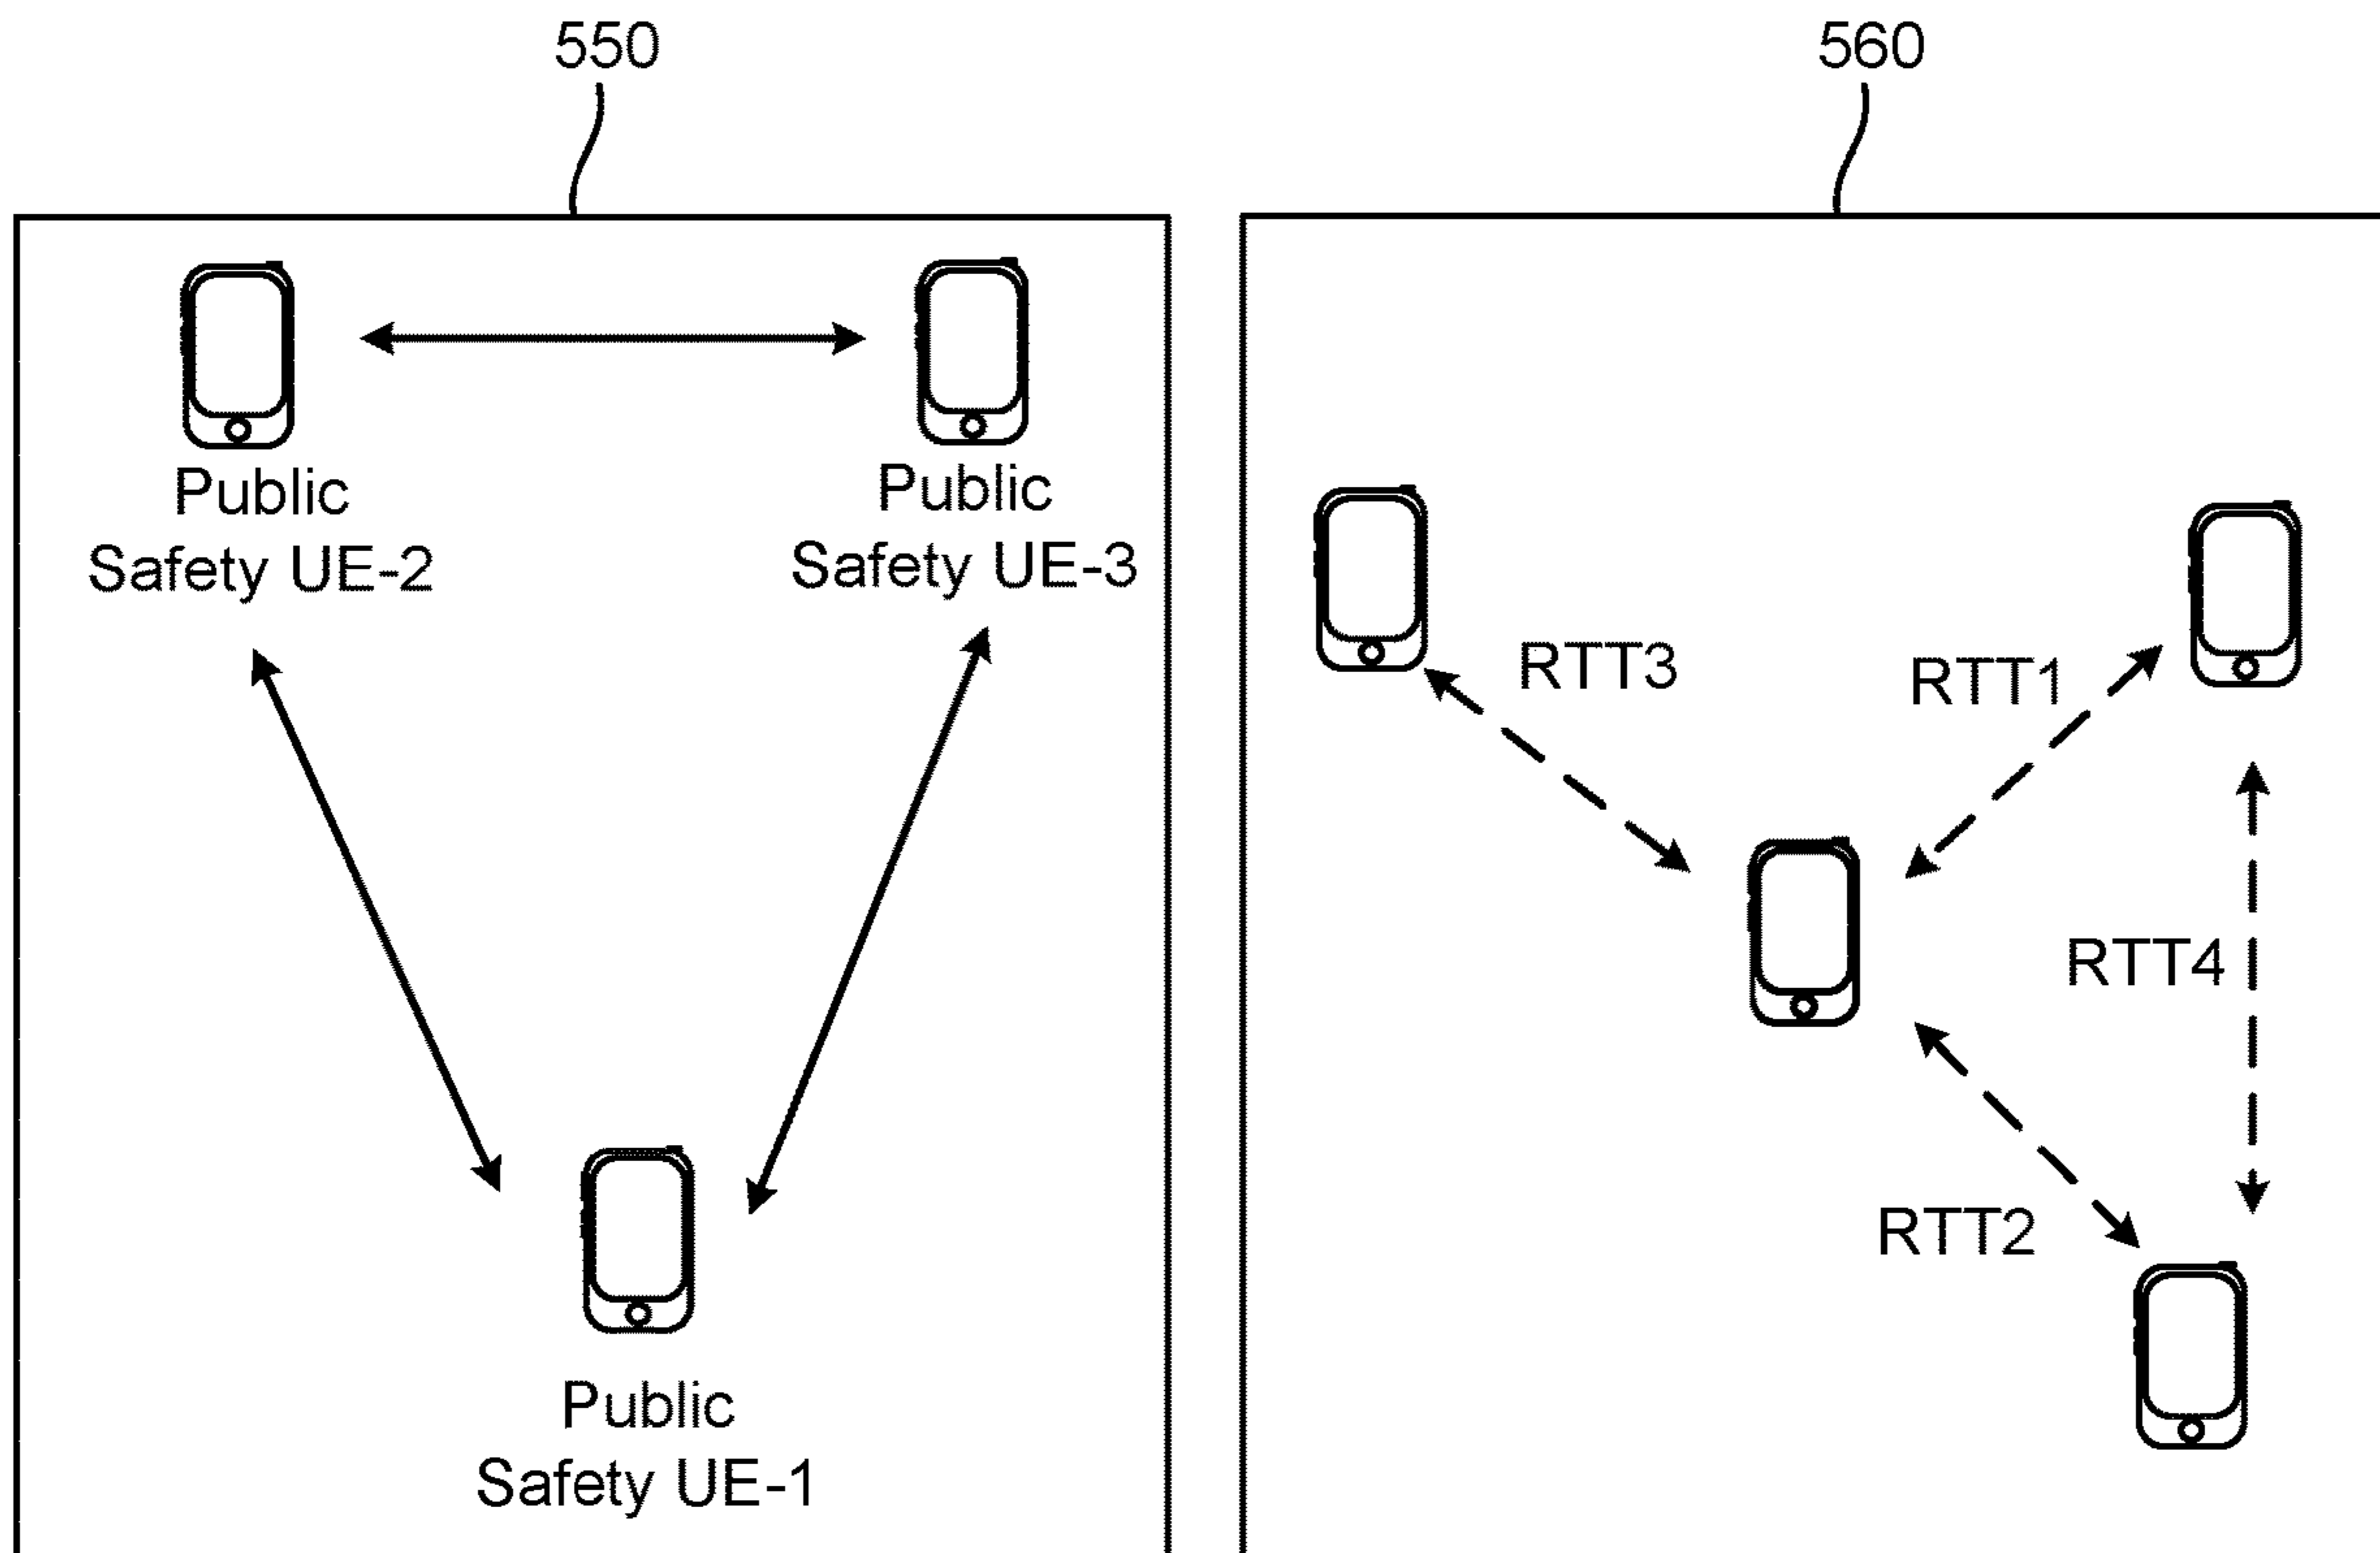 550
560
Public
Safety UE-2
Public
Safety UE-3
Public
Safety UE-1
RTT3
RTT1
RTT4
RTT2